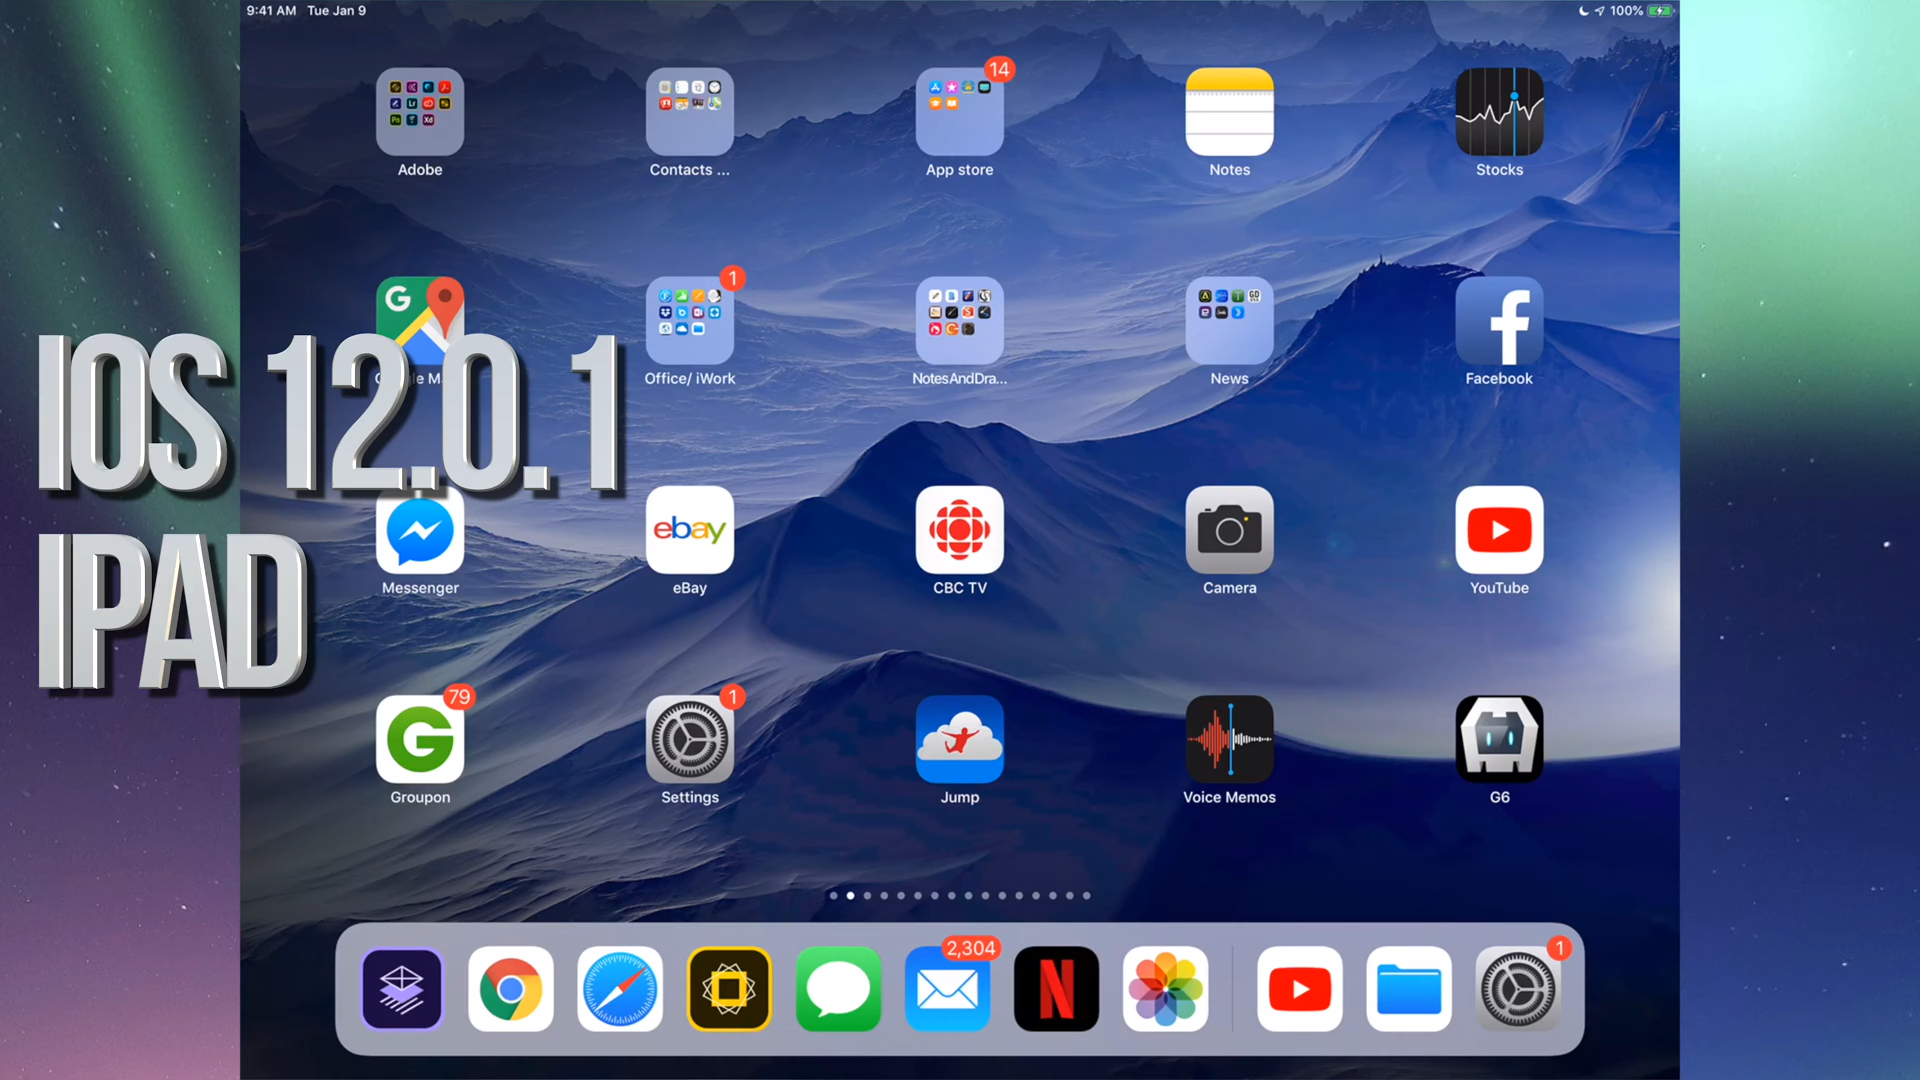 9:41 AM Tue Jan 9
100%
14
Adobe
Contacts ...
App store
Notes
Stocks
G
1
f
Office/ iWork
NotesAndDra...
News
Facebook
IOS 12.0.1
IPAD
ebay
Messenger
eBay
CBC TV
Camera
YouTube
79
1
G
Groupon
Settings
Jump
Voice Memos
G6
2,304
1
N